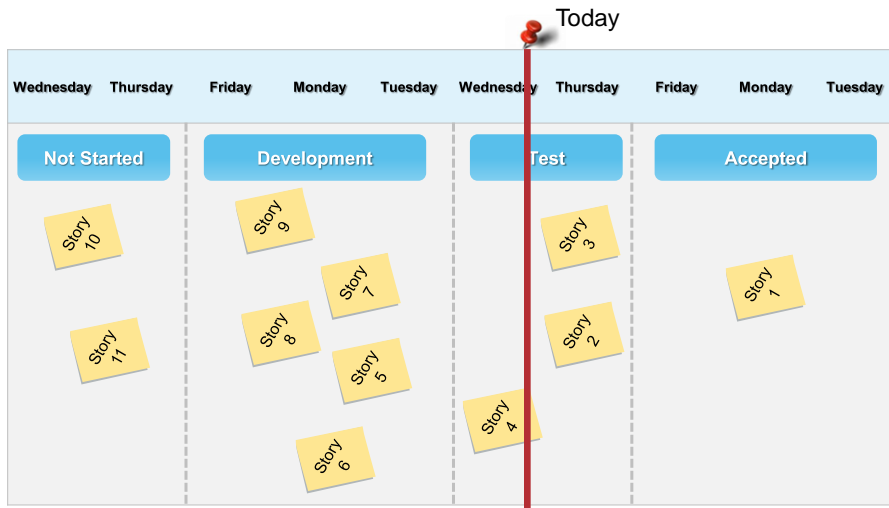 Today
Wednesday Thursday Friday Monday Tuesday Wednesday Thursday Friday Monday Tuesday
Not Started Development Test Accepted
Story
9
Story
10
Story
3
Story
7
Story
1
Story
8
Story
2
Story
11
Story
5
Story
4
Story
6